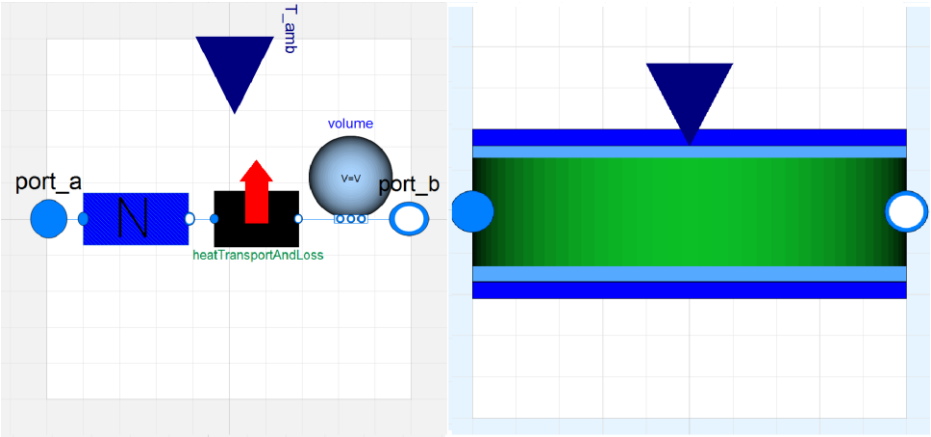 T_amb
volume
V=V
port_a
port_b
N
heatTransportAndLoss